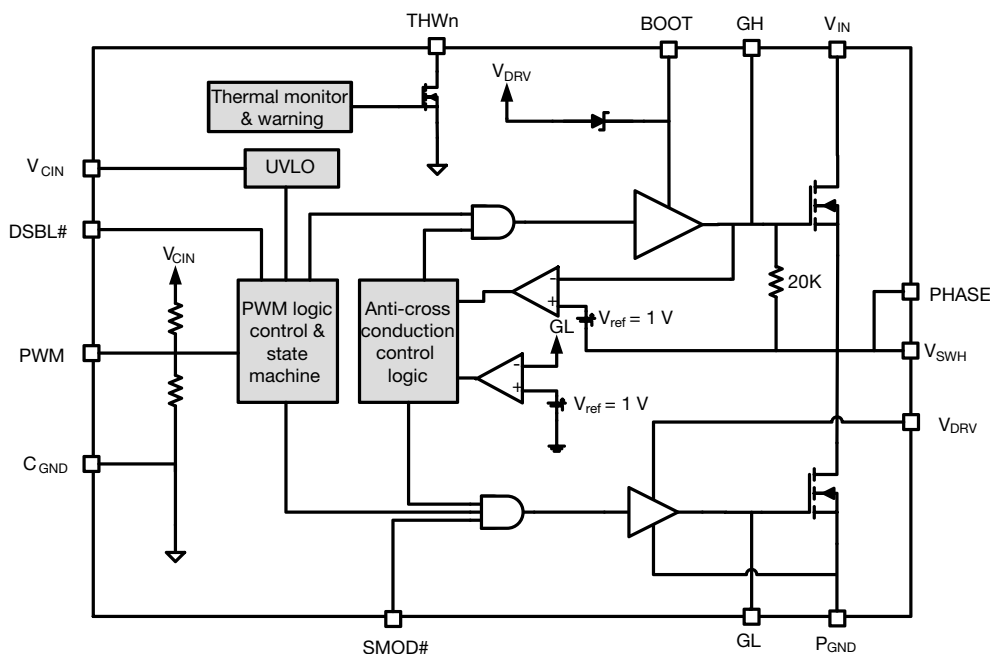 THWn
BOOT
GH
V_IN
V_DRV
Thermal monitor
& warning
V_CIN
UVLO
DSBL#
V_CIN
PWM logic
control &
state
machine
Anti-cross
conduction
control
logic
-
+
20K
PHASE
V_ref = 1 V
GL
PWM
V_SWH
-
+
V_ref = 1 V
V_DRV
C_GND
SMOD#
GL
P_GND